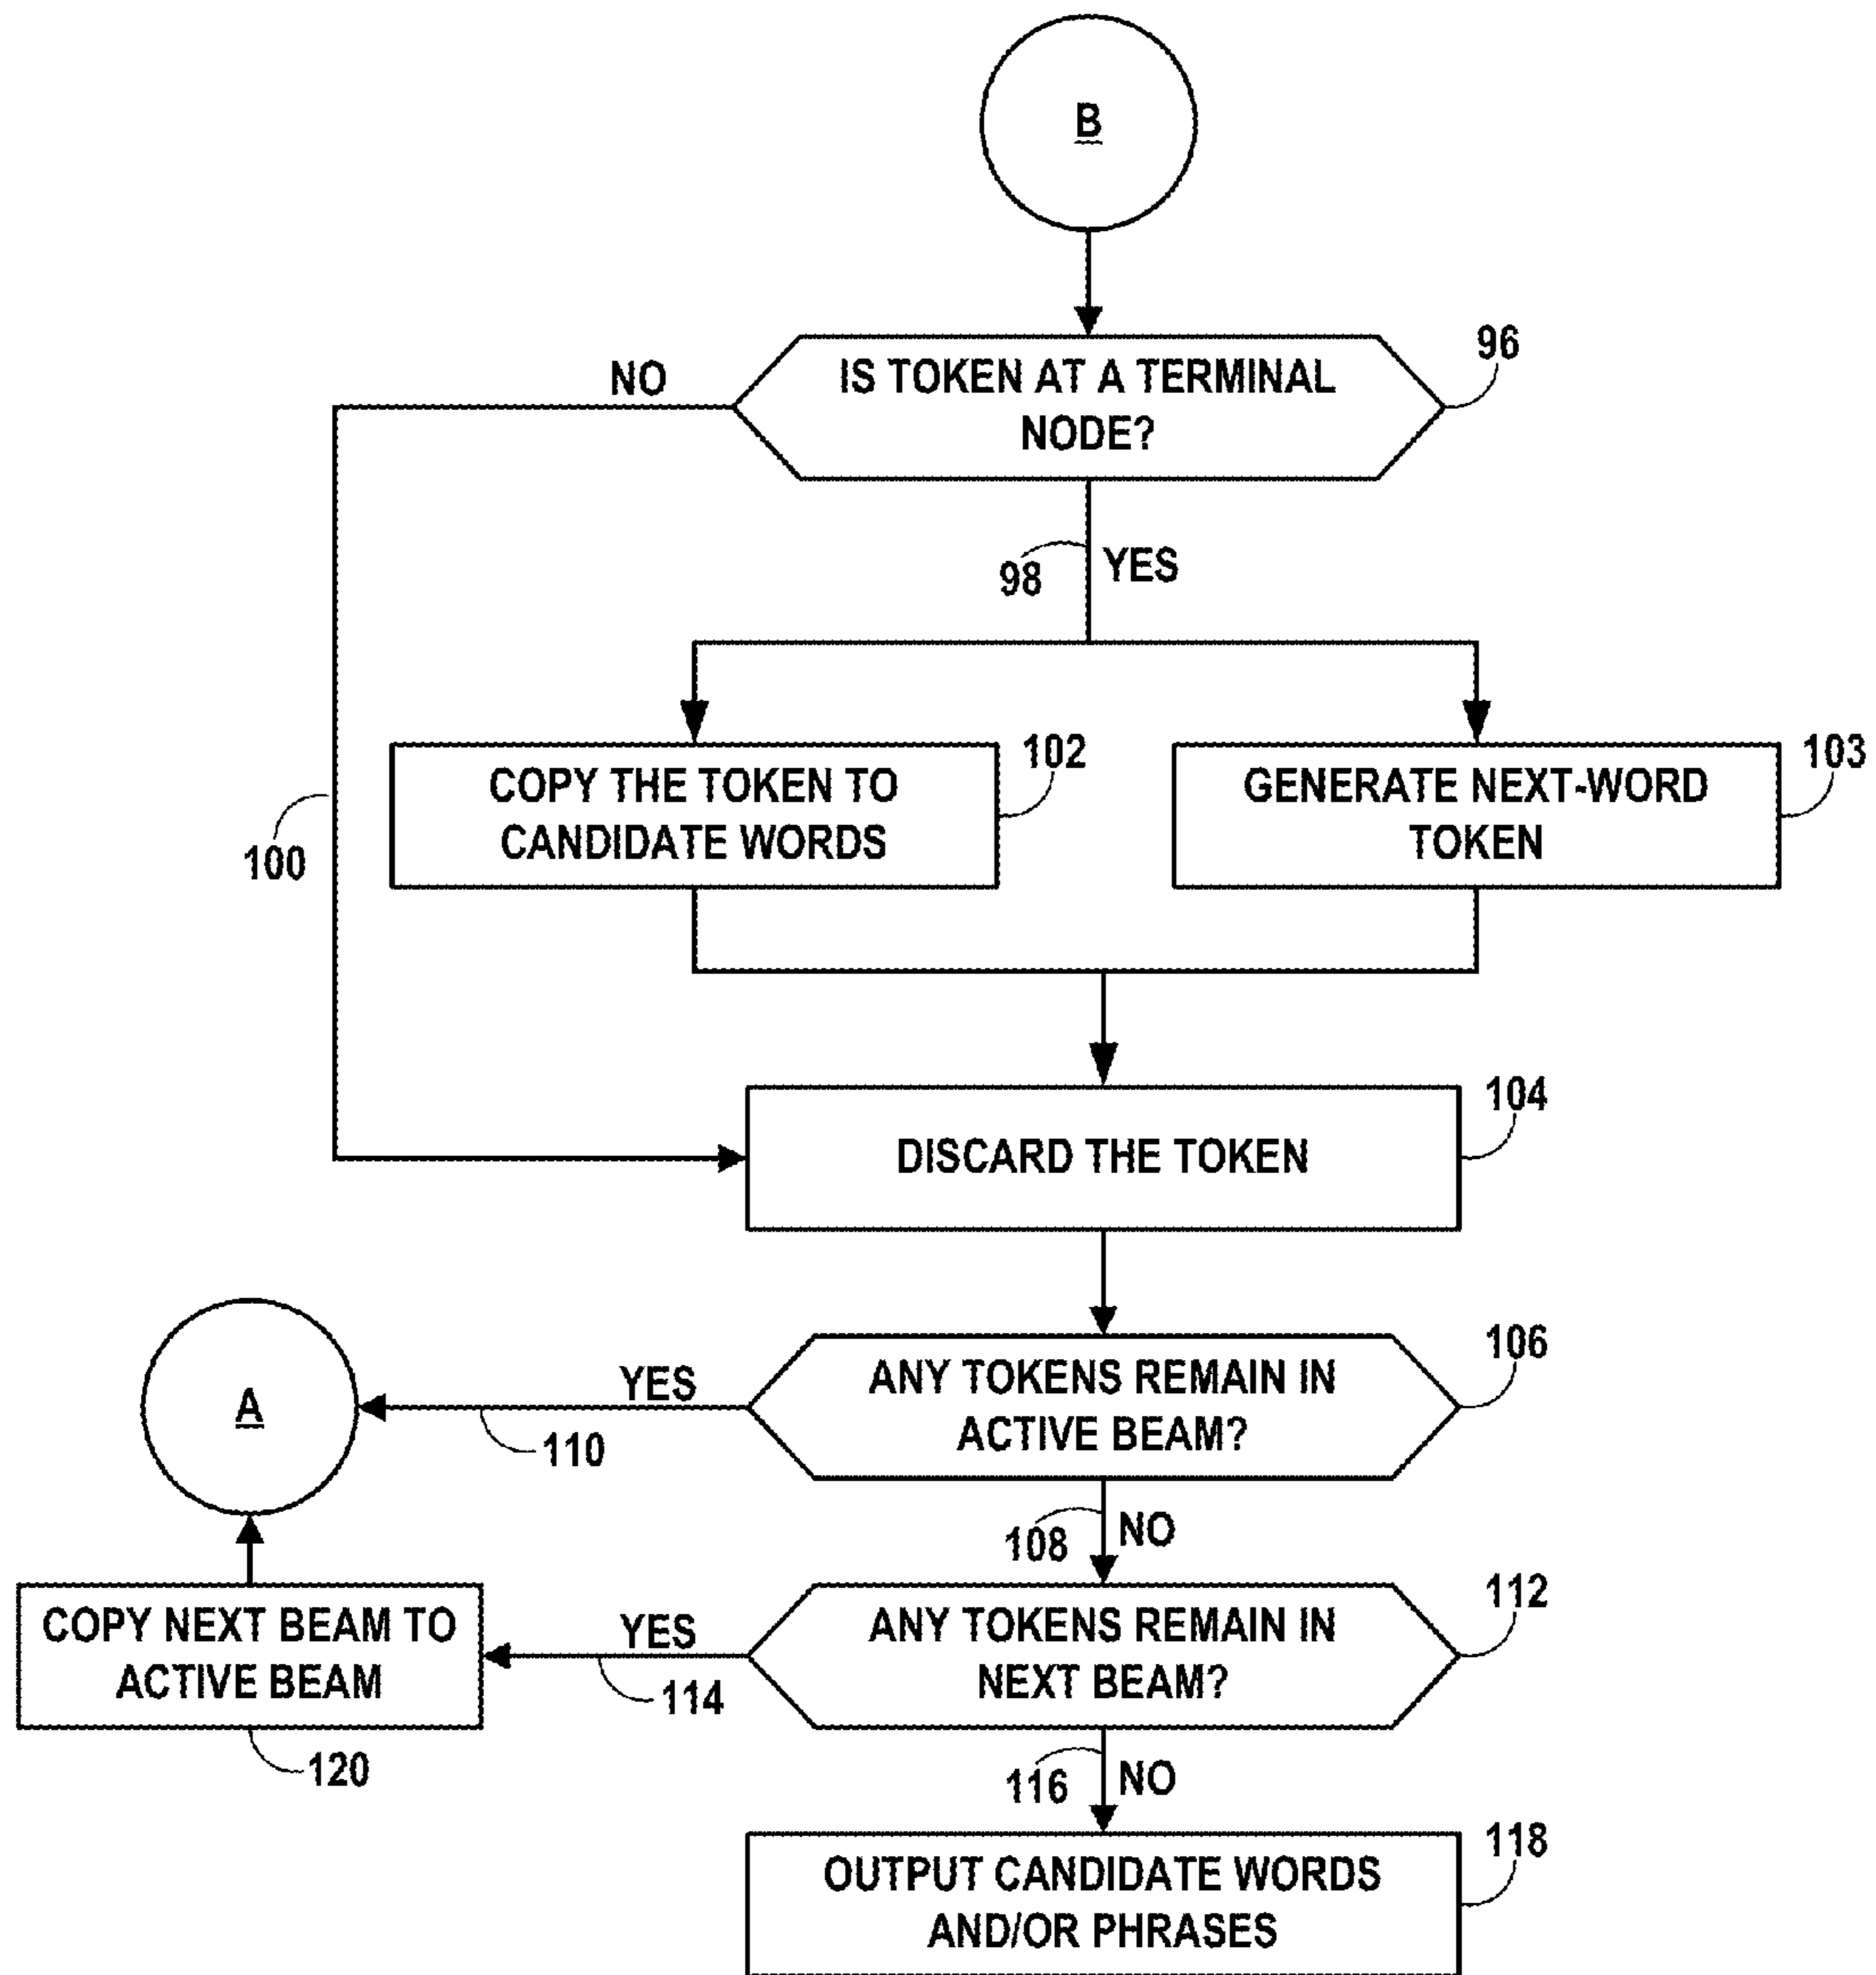 B
IS TOKEN AT A TERMINAL
NODE?
96
NO
98
YES
100
COPY THE TOKEN TO
CANDIDATE WORDS
102
GENERATE NEXT-WORD
TOKEN
103
DISCARD THE TOKEN
104
A
YES
110
ANY TOKENS REMAIN IN
ACTIVE BEAM?
106
108
NO
COPY NEXT BEAM TO
ACTIVE BEAM
120
YES
114
ANY TOKENS REMAIN IN
NEXT BEAM?
112
116
NO
OUTPUT CANDIDATE WORDS
AND/OR PHRASES
118